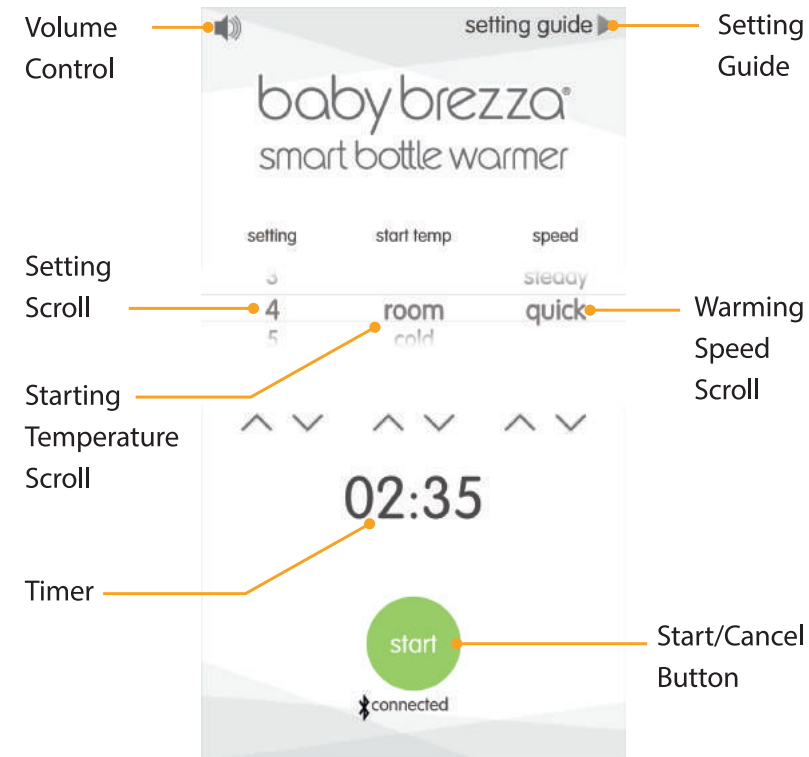 Volume
Control
setting guide
Setting
Guide
baby brezza®
smart bottle warmer
setting start temp speed
3 steady
Setting
Scroll
4 room quick
Warming
Speed
Scroll
5 cold
Starting
Temperature
Scroll
02:35
Timer
start
Start/Cancel
Button
connected